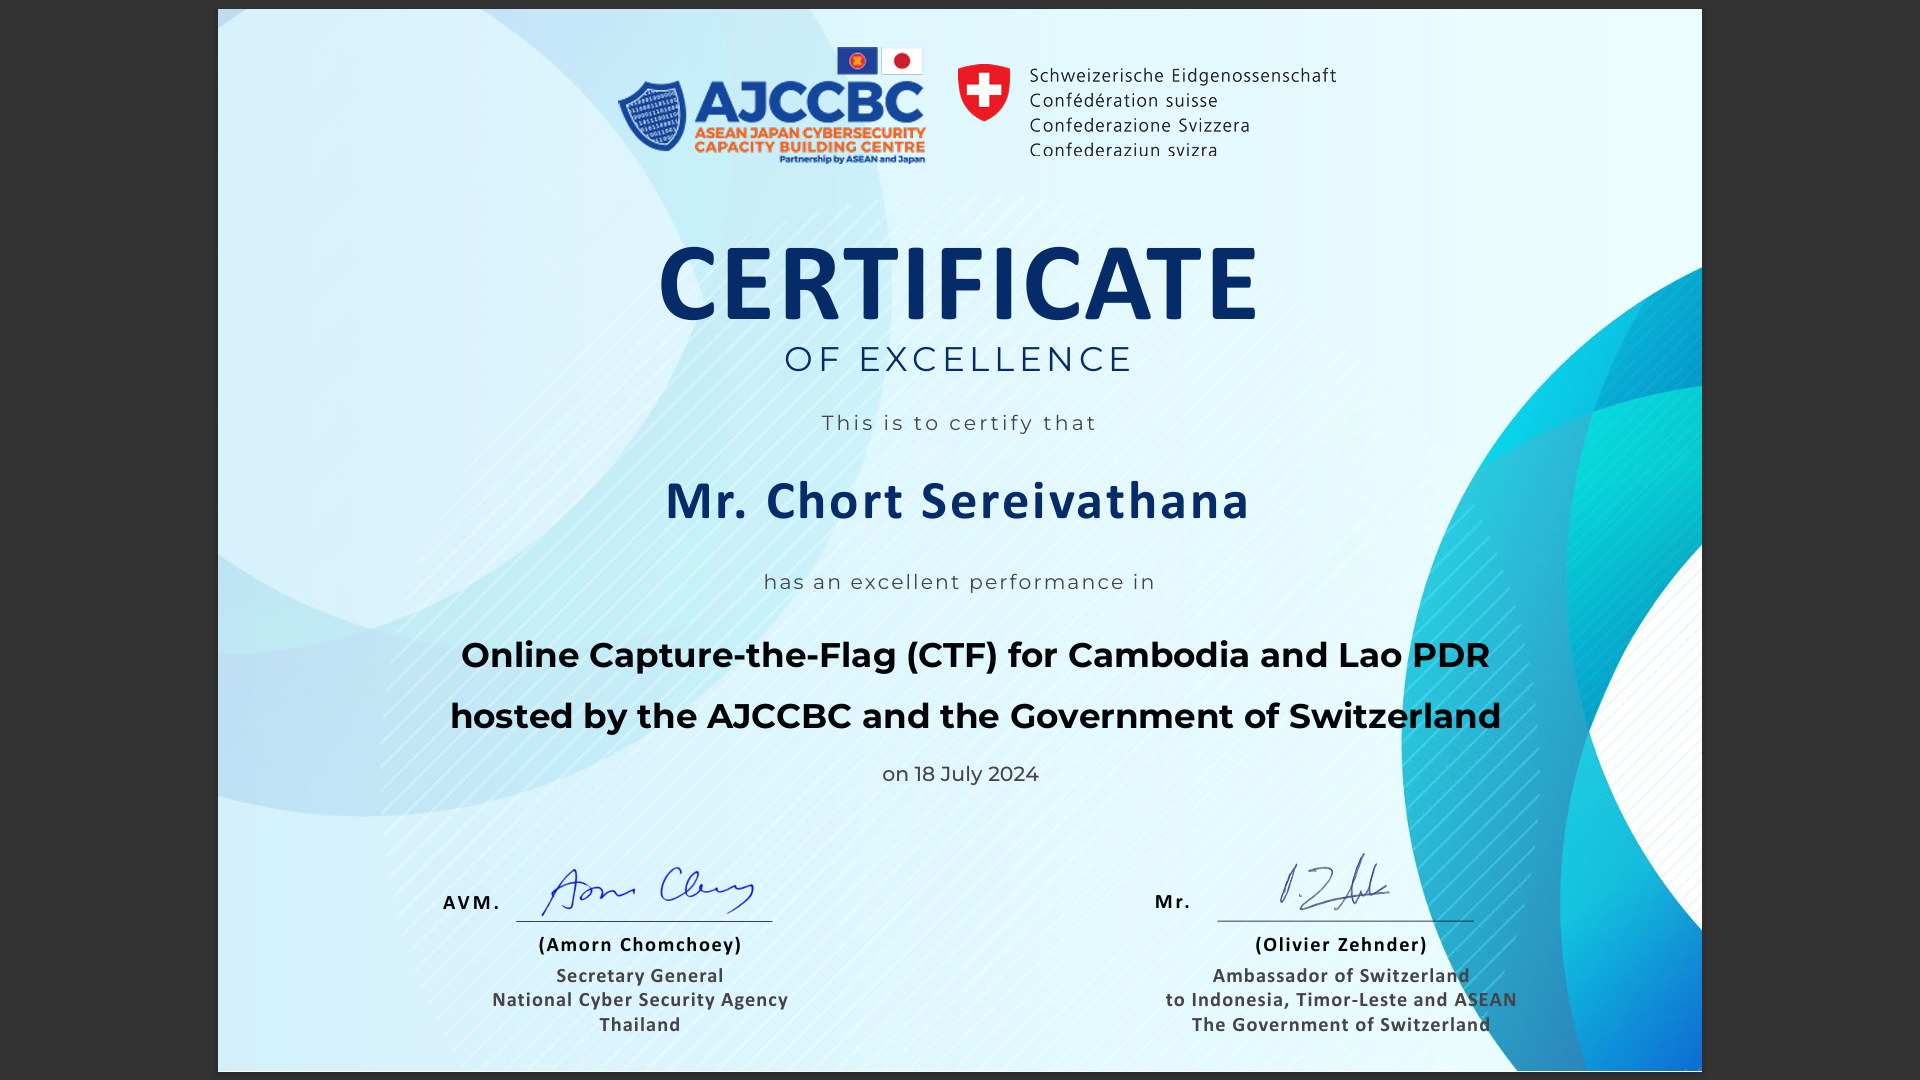 AJCCBC
ASEAN JAPAN CYBERSECURITY
CAPACITY BUILDING CENTRE
Partnership by ASEAN and Japan
Schweizerische Eidgenossenschaft
Confédération suisse
Confederazione Svizzera
Confederaziun svizra
CERTIFICATE
OF EXCELLENCE
This is to certify that
Mr. Chort Sereivathana
has an excellent performance in
Online Capture-the-Flag (CTF) for Cambodia and Lao PDR
hosted by the AJCCBC and the Government of Switzerland
on 18 July 2024
AVM.
(Amorn Chomchoey)
Secretary General
National Cyber Security Agency
Thailand
Mr.
(Olivier Zehnder)
Ambassador of Switzerland
to Indonesia, Timor-Leste and ASEAN
The Government of Switzerland